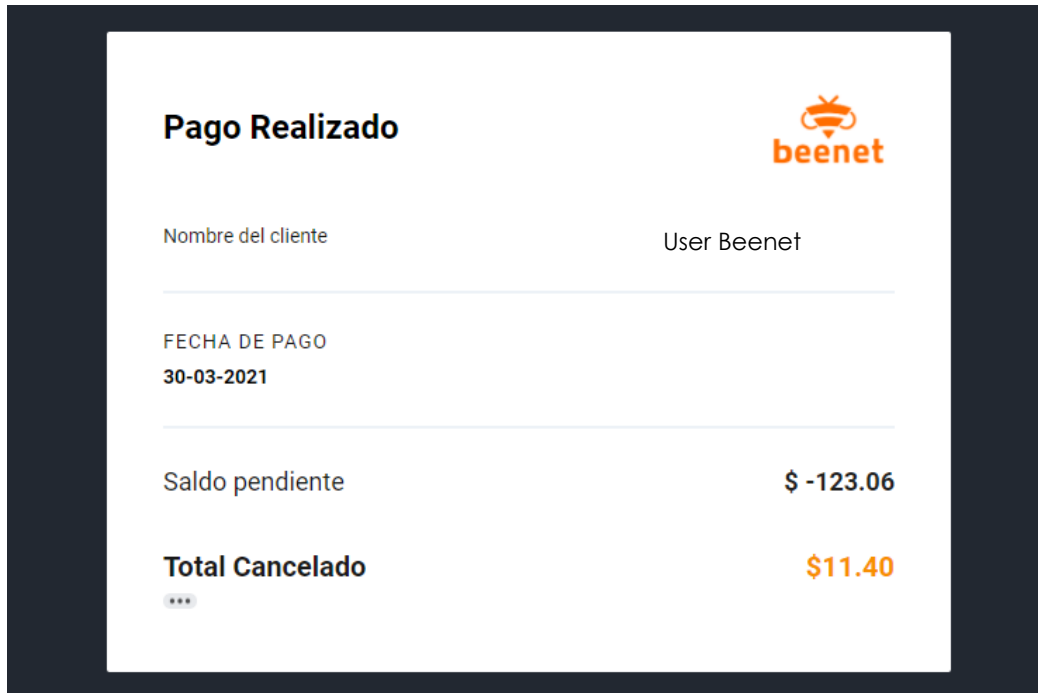 Pago Realizado
beenet
Nombre del cliente
User Beenet
FECHA DE PAGO
30-03-2021
Saldo pendiente
$ -123.06
Total Cancelado
$11.40